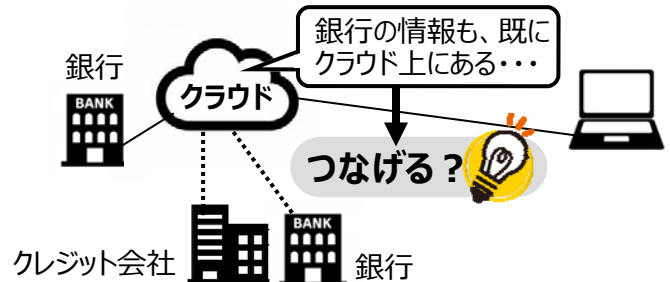 銀行の情報も、既に
クラウド上にある・・・
銀行
BANK
クラウド
つなげる？
クレジット会社
BANK
銀行